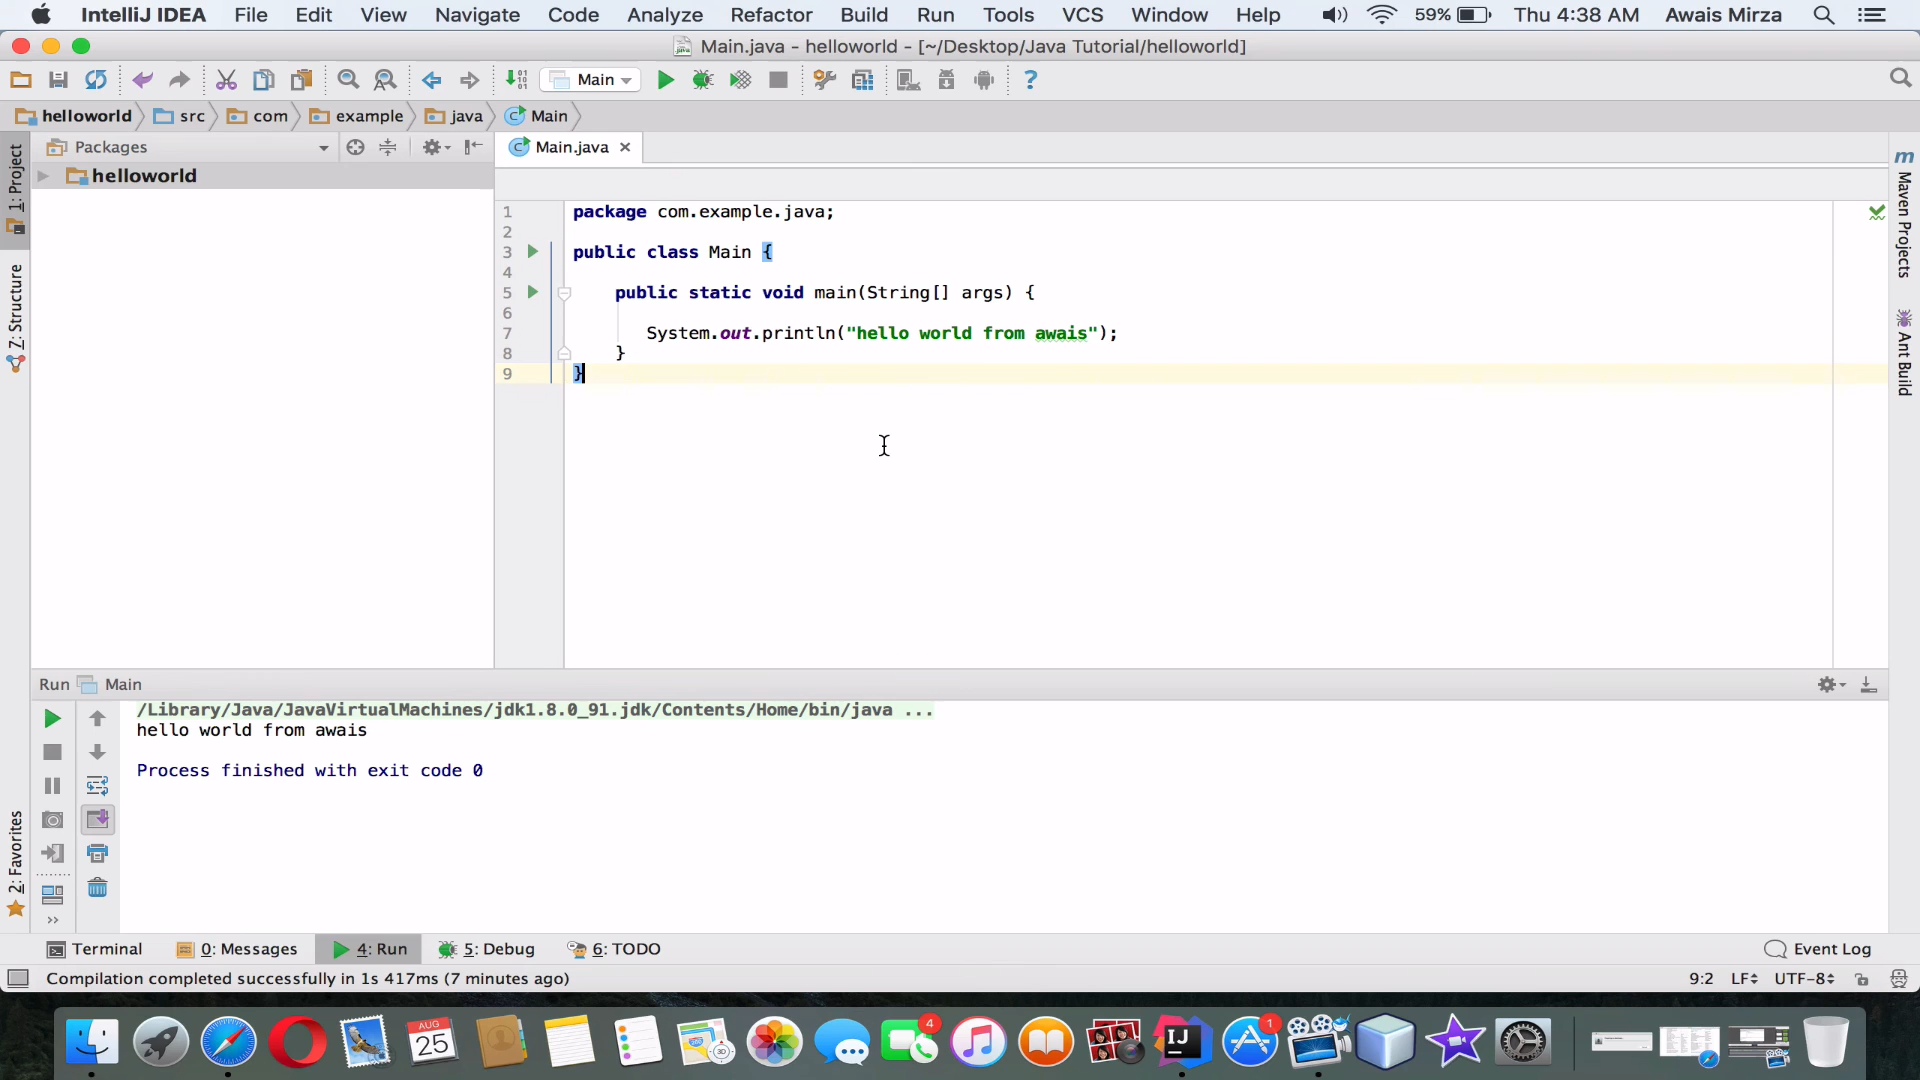 IntelliJ IDEA File Edit View Navigate Code Analyze Refactor Build Run Tools VCS Window Help 59% Thu 4:38 AM Awais Mirza
Main.java - helloworld - [~/Desktop/Java Tutorial/helloworld]
Main
helloworld src com example java Main
1: Project
Packages
Main.java
helloworld
1 package com.example.java;
2
3 public class Main {
4
5 public static void main(String[] args) {
6
7 System.out.println("hello world from awais");
8 }
9 }
Maven Projects
Ant Build
7: Structure
2: Favorites
Run Main
/Library/Java/JavaVirtualMachines/jdk1.8.0_91.jdk/Contents/Home/bin/java ...
hello world from awais
Process finished with exit code 0
Terminal 0: Messages 4: Run 5: Debug 6: TODO Event Log
Compilation completed successfully in 1s 417ms (7 minutes ago) 9:2 LF UTF-8
AUG
25
3D
4
IJ
1